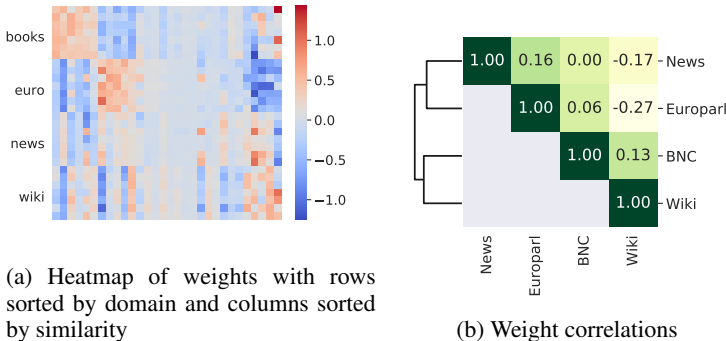 books
euro
news
wiki
1.0
0.5
0.0
−0.5
−1.0
(a) Heatmap of weights with rows
sorted by domain and columns sorted
by similarity
1.00 0.16 0.00 -0.17 News
1.00 0.06 -0.27 Europarl
1.00 0.13 BNC
1.00 Wiki
News Europarl BNC Wiki
(b) Weight correlations